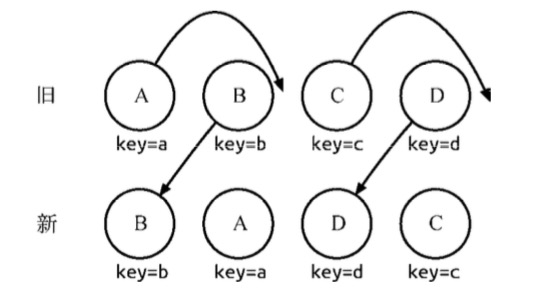 旧 A B C D
key=a key=b key=c key=d
新 B A D C
key=b key=a key=d key=c